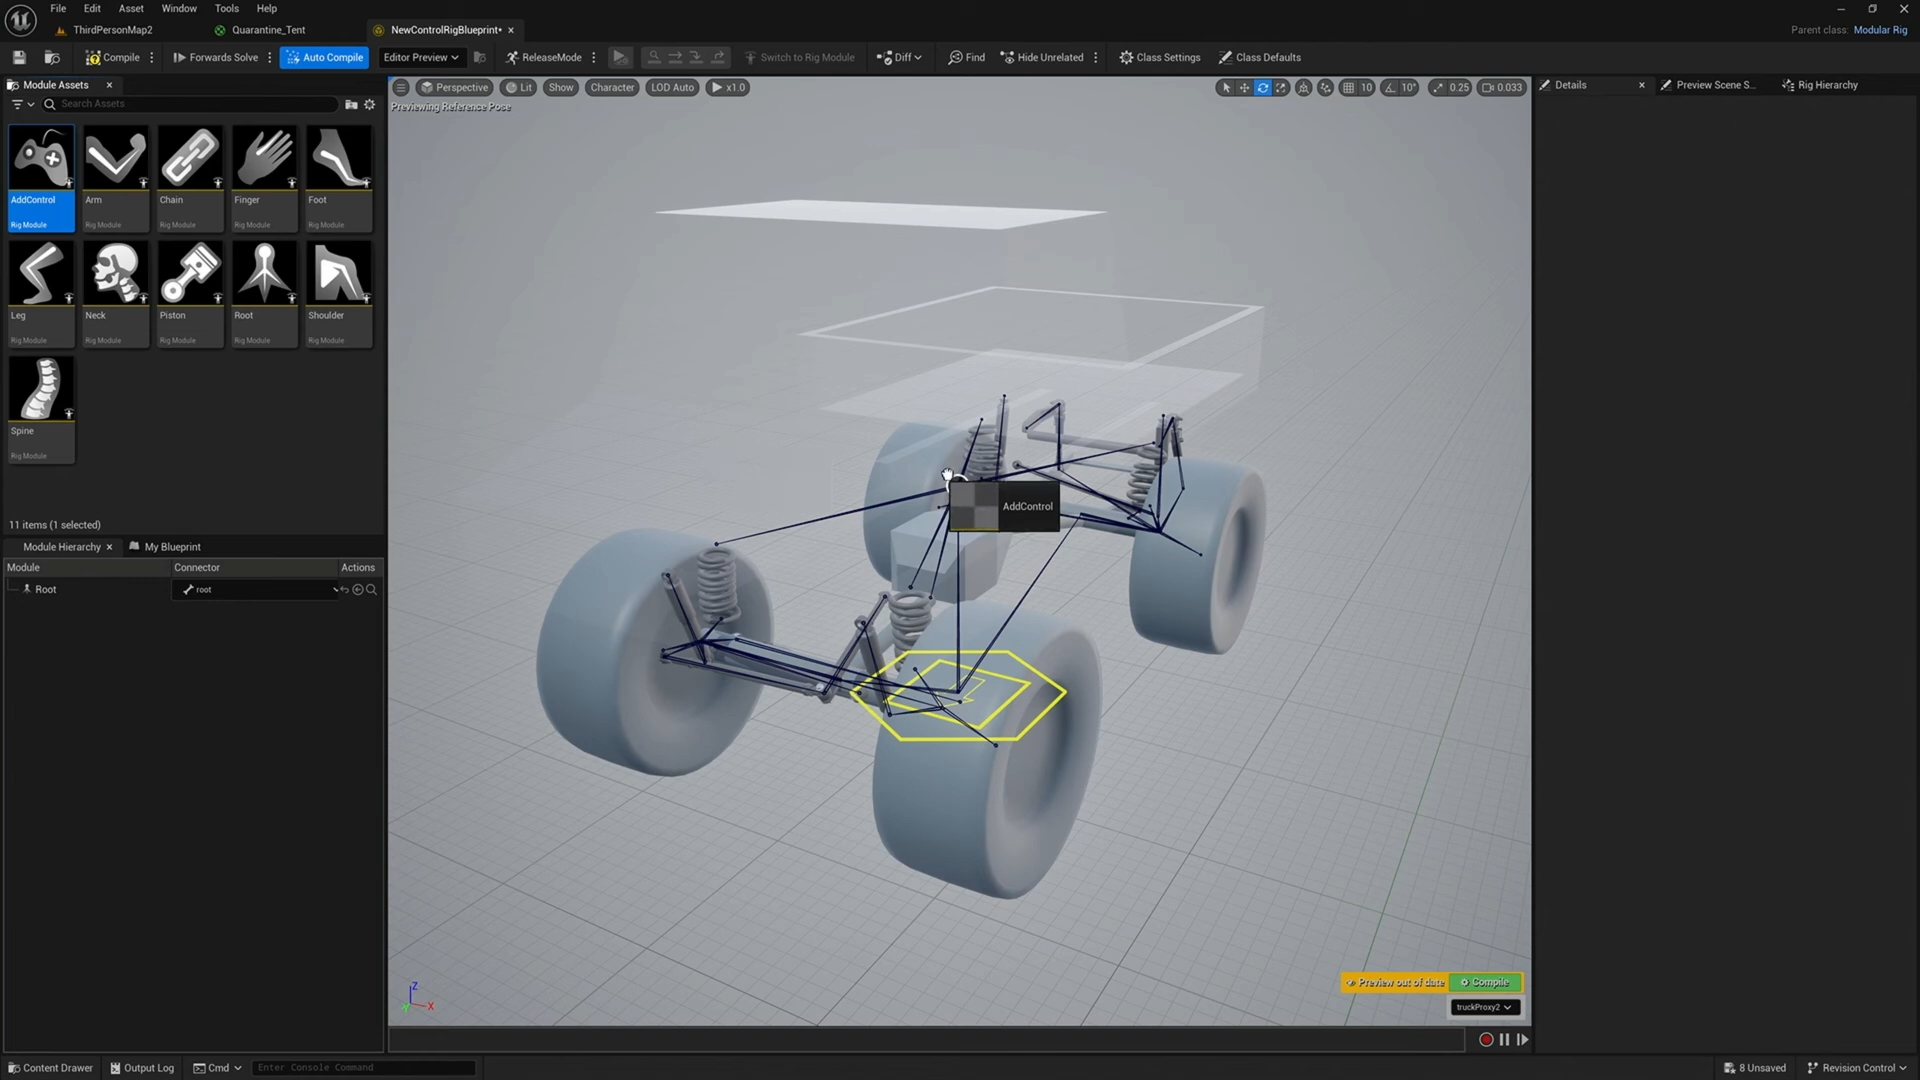 File Edit Asset Window Tools Help
ThirdPersonMap2 Quarantine_Tent NewControlRigBlueprint*
Parent class: Modular Rig
Compile Forwards Solve Auto Compile Editor Preview ReleaseMode Switch to Rig Module Diff Find Hide Unrelated Class Settings Class Defaults
Module Assets
Perspective Lit Show Character LOD Auto x1.0 10 10° 0.25 0.033
Details Preview Scene S... Rig Hierarchy
Search Assets
Previewing Reference Pose
AddControl Arm Chain Finger Foot
Rig Module Rig Module Rig Module Rig Module Rig Module
Leg Neck Piston Root Shoulder
Rig Module Rig Module Rig Module Rig Module Rig Module
Spine
Rig Module
AddControl
11 items (1 selected)
Module Hierarchy My Blueprint
Module Connector Actions
Root root
Preview out of date Compile
truckProxy2
Z
X
Y
Content Drawer Output Log Cmd Enter Console Command 8 Unsaved Revision Control